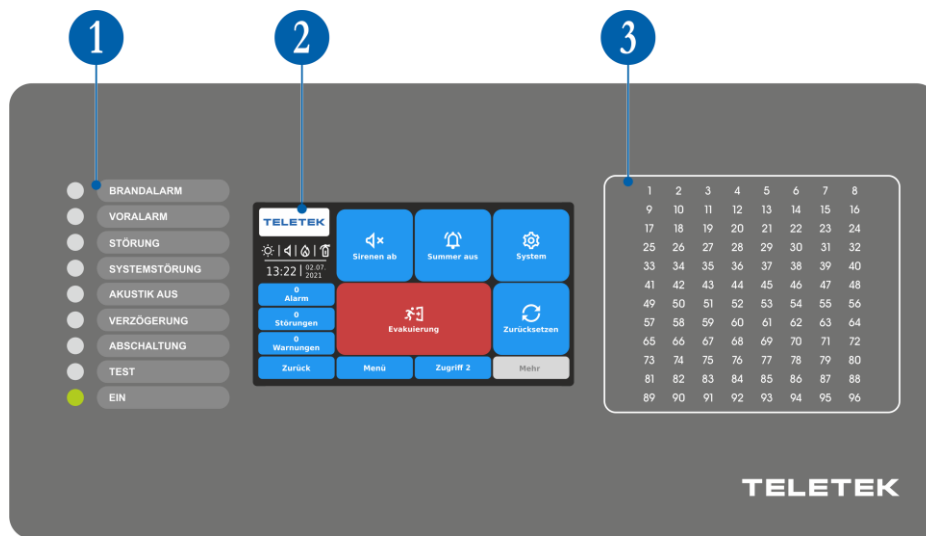 1
2
3
BRANDALARM
VORALARM
STÖRUNG
SYSTEMSTÖRUNG
AKUSTIK AUS
VERZÖGERUNG
ABSCHALTUNG
TEST
EIN
TELETEK
13:22 02.07.
2021
0
Alarm
0
Störungen
0
Warnungen
Zurück
Sirenen ab
Summer aus
System
Evakuierung
Zurücksetzen
Menü
Zugriff 2
Mehr
1 2 3 4 5 6 7 8
9 10 11 12 13 14 15 16
17 18 19 20 21 22 23 24
25 26 27 28 29 30 31 32
33 34 35 36 37 38 39 40
41 42 43 44 45 46 47 48
49 50 51 52 53 54 55 56
57 58 59 60 61 62 63 64
65 66 67 68 69 70 71 72
73 74 75 76 77 78 79 80
81 82 83 84 85 86 87 88
89 90 91 92 93 94 95 96
TELETEK